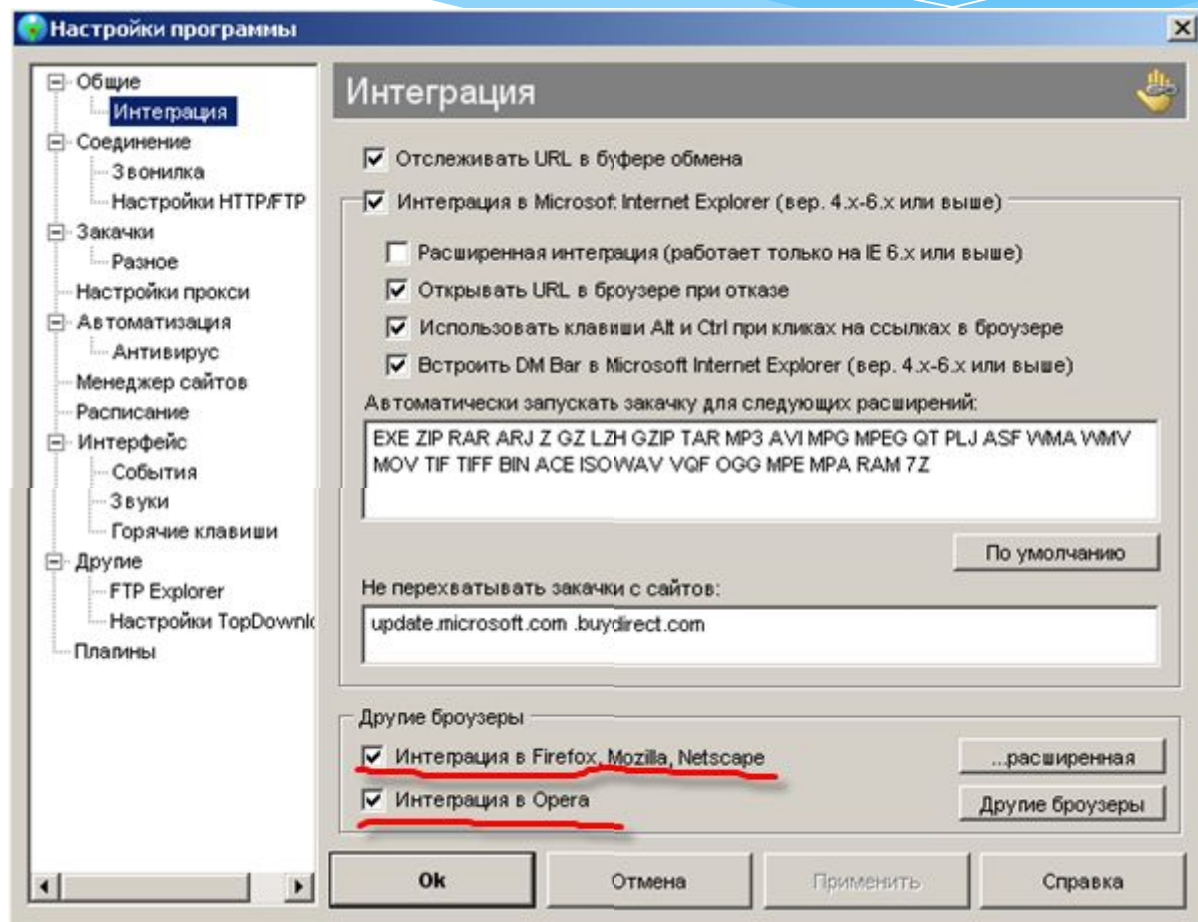 Настройки программы
Общие
Интеграция
Соединение
Звонилка
Настройки HTTP/FTP
Закачки
Разное
Настройки прокси
Автоматизация
Антивирус
Менеджер сайтов
Расписание
Интерфейс
События
Звуки
Горячие клавиши
Другие
FTP Explorer
Настройки TopDownlo
Плагины
Интеграция
Отслеживать URL в буфере обмена
Интеграция в Microsoft Internet Explorer (вер. 4.x-6.x или выше)
Расширенная интеграция (работает только на IE 6.x или выше)
Открывать URL в броузере при отказе
Использовать клавиши Alt и Ctrl при кликах на ссылках в броузере
Встроить DM Bar в Microsoft Internet Explorer (вер. 4.x-6.x или выше)
Автоматически запускать закачку для следующих расширений:
EXE ZIP RAR ARJ Z GZ LZH GZIP TAR MP3 AVI MPG MPEG QT PLJ ASF WMA WMV
MOV TIF TIFF BIN ACE ISO WAV VQF OGG MPE MPA RAM 7Z
По умолчанию
Не перехватывать закачки с сайтов:
update.microsoft.com .buydirect.com
Другие броузеры
Интеграция в Firefox, Mozilla, Netscape
...расширенная
Интеграция в Opera
Другие броузеры
Ok
Отмена
Применить
Справка